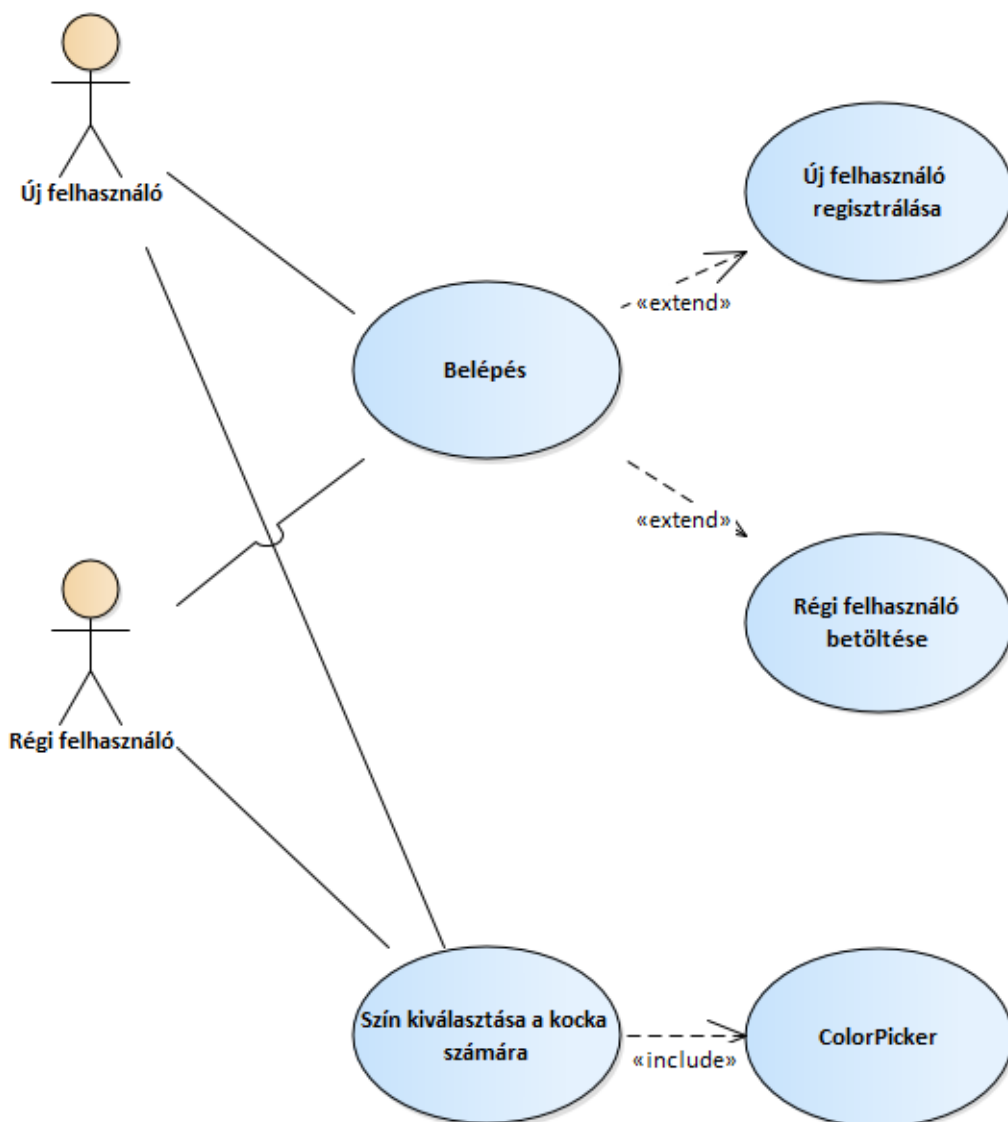 Új felhasználó
Új felhasználó
regisztrálása
«extend»
Belépés
«extend»
Régi felhasználó
betöltése
Régi felhasználó
Szín kiválasztása a kocka
számára
«include»
ColorPicker